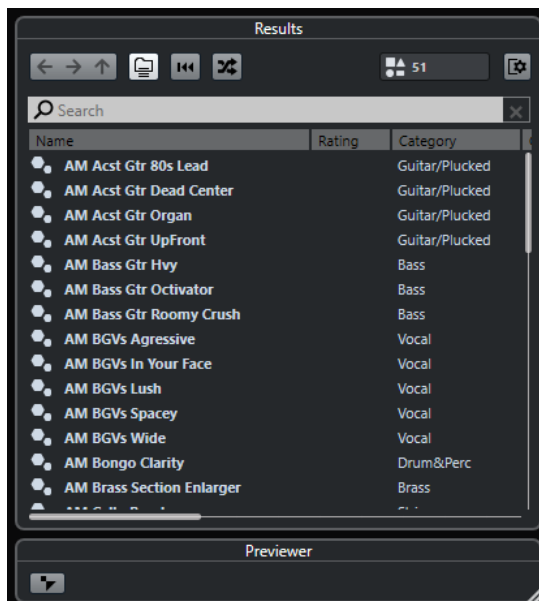 Results
51
Search
Name Rating Category
AM Acst Gtr 80s Lead Guitar/Plucked
AM Acst Gtr Dead Center Guitar/Plucked
AM Acst Gtr Organ Guitar/Plucked
AM Acst Gtr UpFront Guitar/Plucked
AM Bass Gtr Hvy Bass
AM Bass Gtr Octivator Bass
AM Bass Gtr Roomy Crush Bass
AM BGVs Agressive Vocal
AM BGVs In Your Face Vocal
AM BGVs Lush Vocal
AM BGVs Spacey Vocal
AM BGVs Wide Vocal
AM Bongo Clarity Drum&Perc
AM Brass Section Enlarger Brass
Previewer